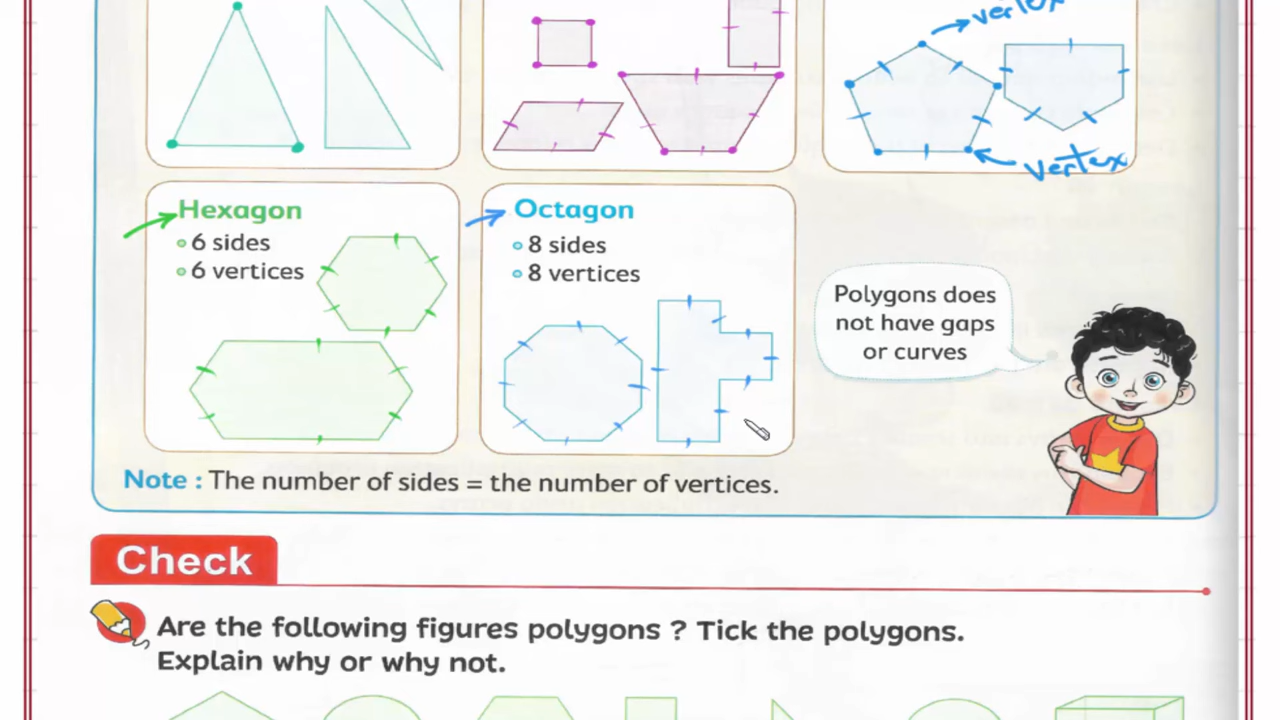 vertex
vertex
Hexagon
6 sides
6 vertices
Octagon
8 sides
8 vertices
Polygons does
not have gaps
or curves
Note : The number of sides = the number of vertices.
Check
Are the following figures polygons ? Tick the polygons.
Explain why or why not.